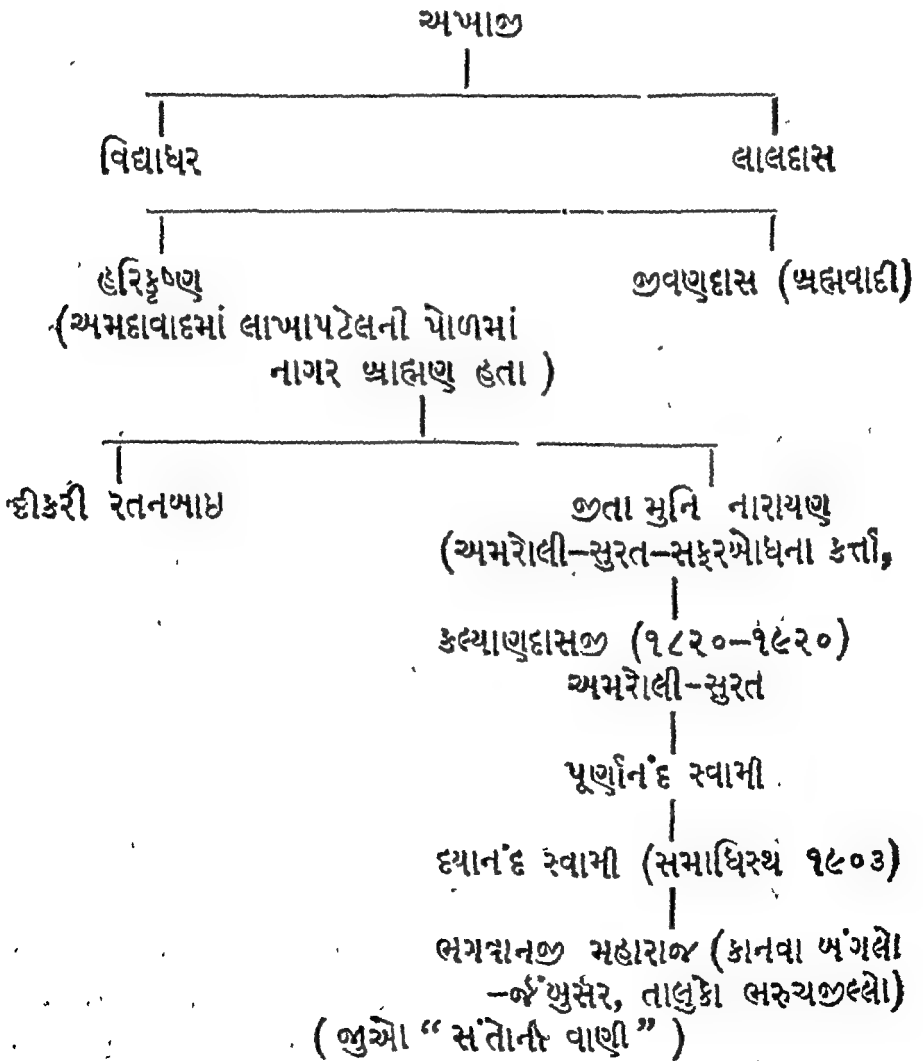 અખાજી
વિદ્યાધર લાલદાસ
હરિકૃષ્ણ જીવણદાસ (બ્રહ્મવાદી)
(અમદાવાદમાં લાખાપટેલની પોળમાં
નાગર બ્રાહ્મણ હતા )
દીકરી રતનબાઇ જીતા મુનિ નારાયણ
(અમરોલી-સુરત-સફરબોધના કર્ત્તા,
કલ્યાણદાસજી (૧૮૨૦-૧૯૨૦)
અમરોલી-સુરત
પૂર્ણાનંદ સ્વામી
દયાનંદ સ્વામી (સમાધિસ્થ ૧૯૦૩)
ભગવાનજી મહારાજ (કાનવા બંગલો
-જંબુસર, તાલુકો ભરુચજીલ્લો)
( જુઓ “ સંતોની વાણી ” )